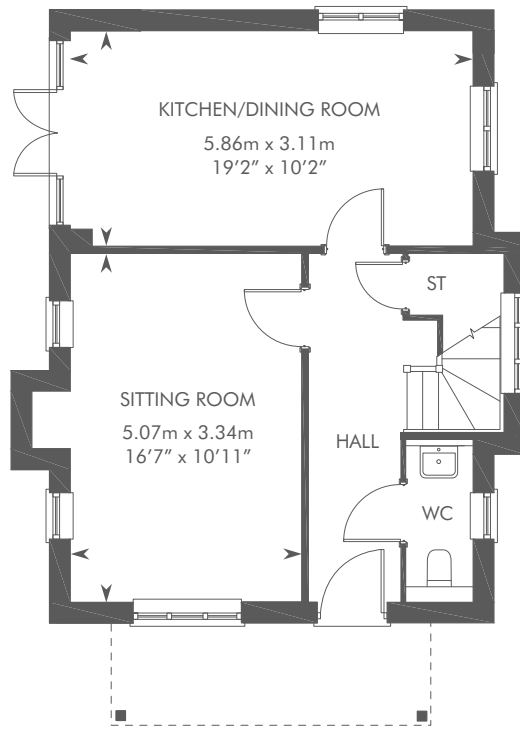 KITCHEN/DINING ROOM
5.86m x 3.11m
19’2” x 10’2”
ST
SITTING ROOM
5.07m x 3.34m
16’7” x 10’11”
HALL
WC